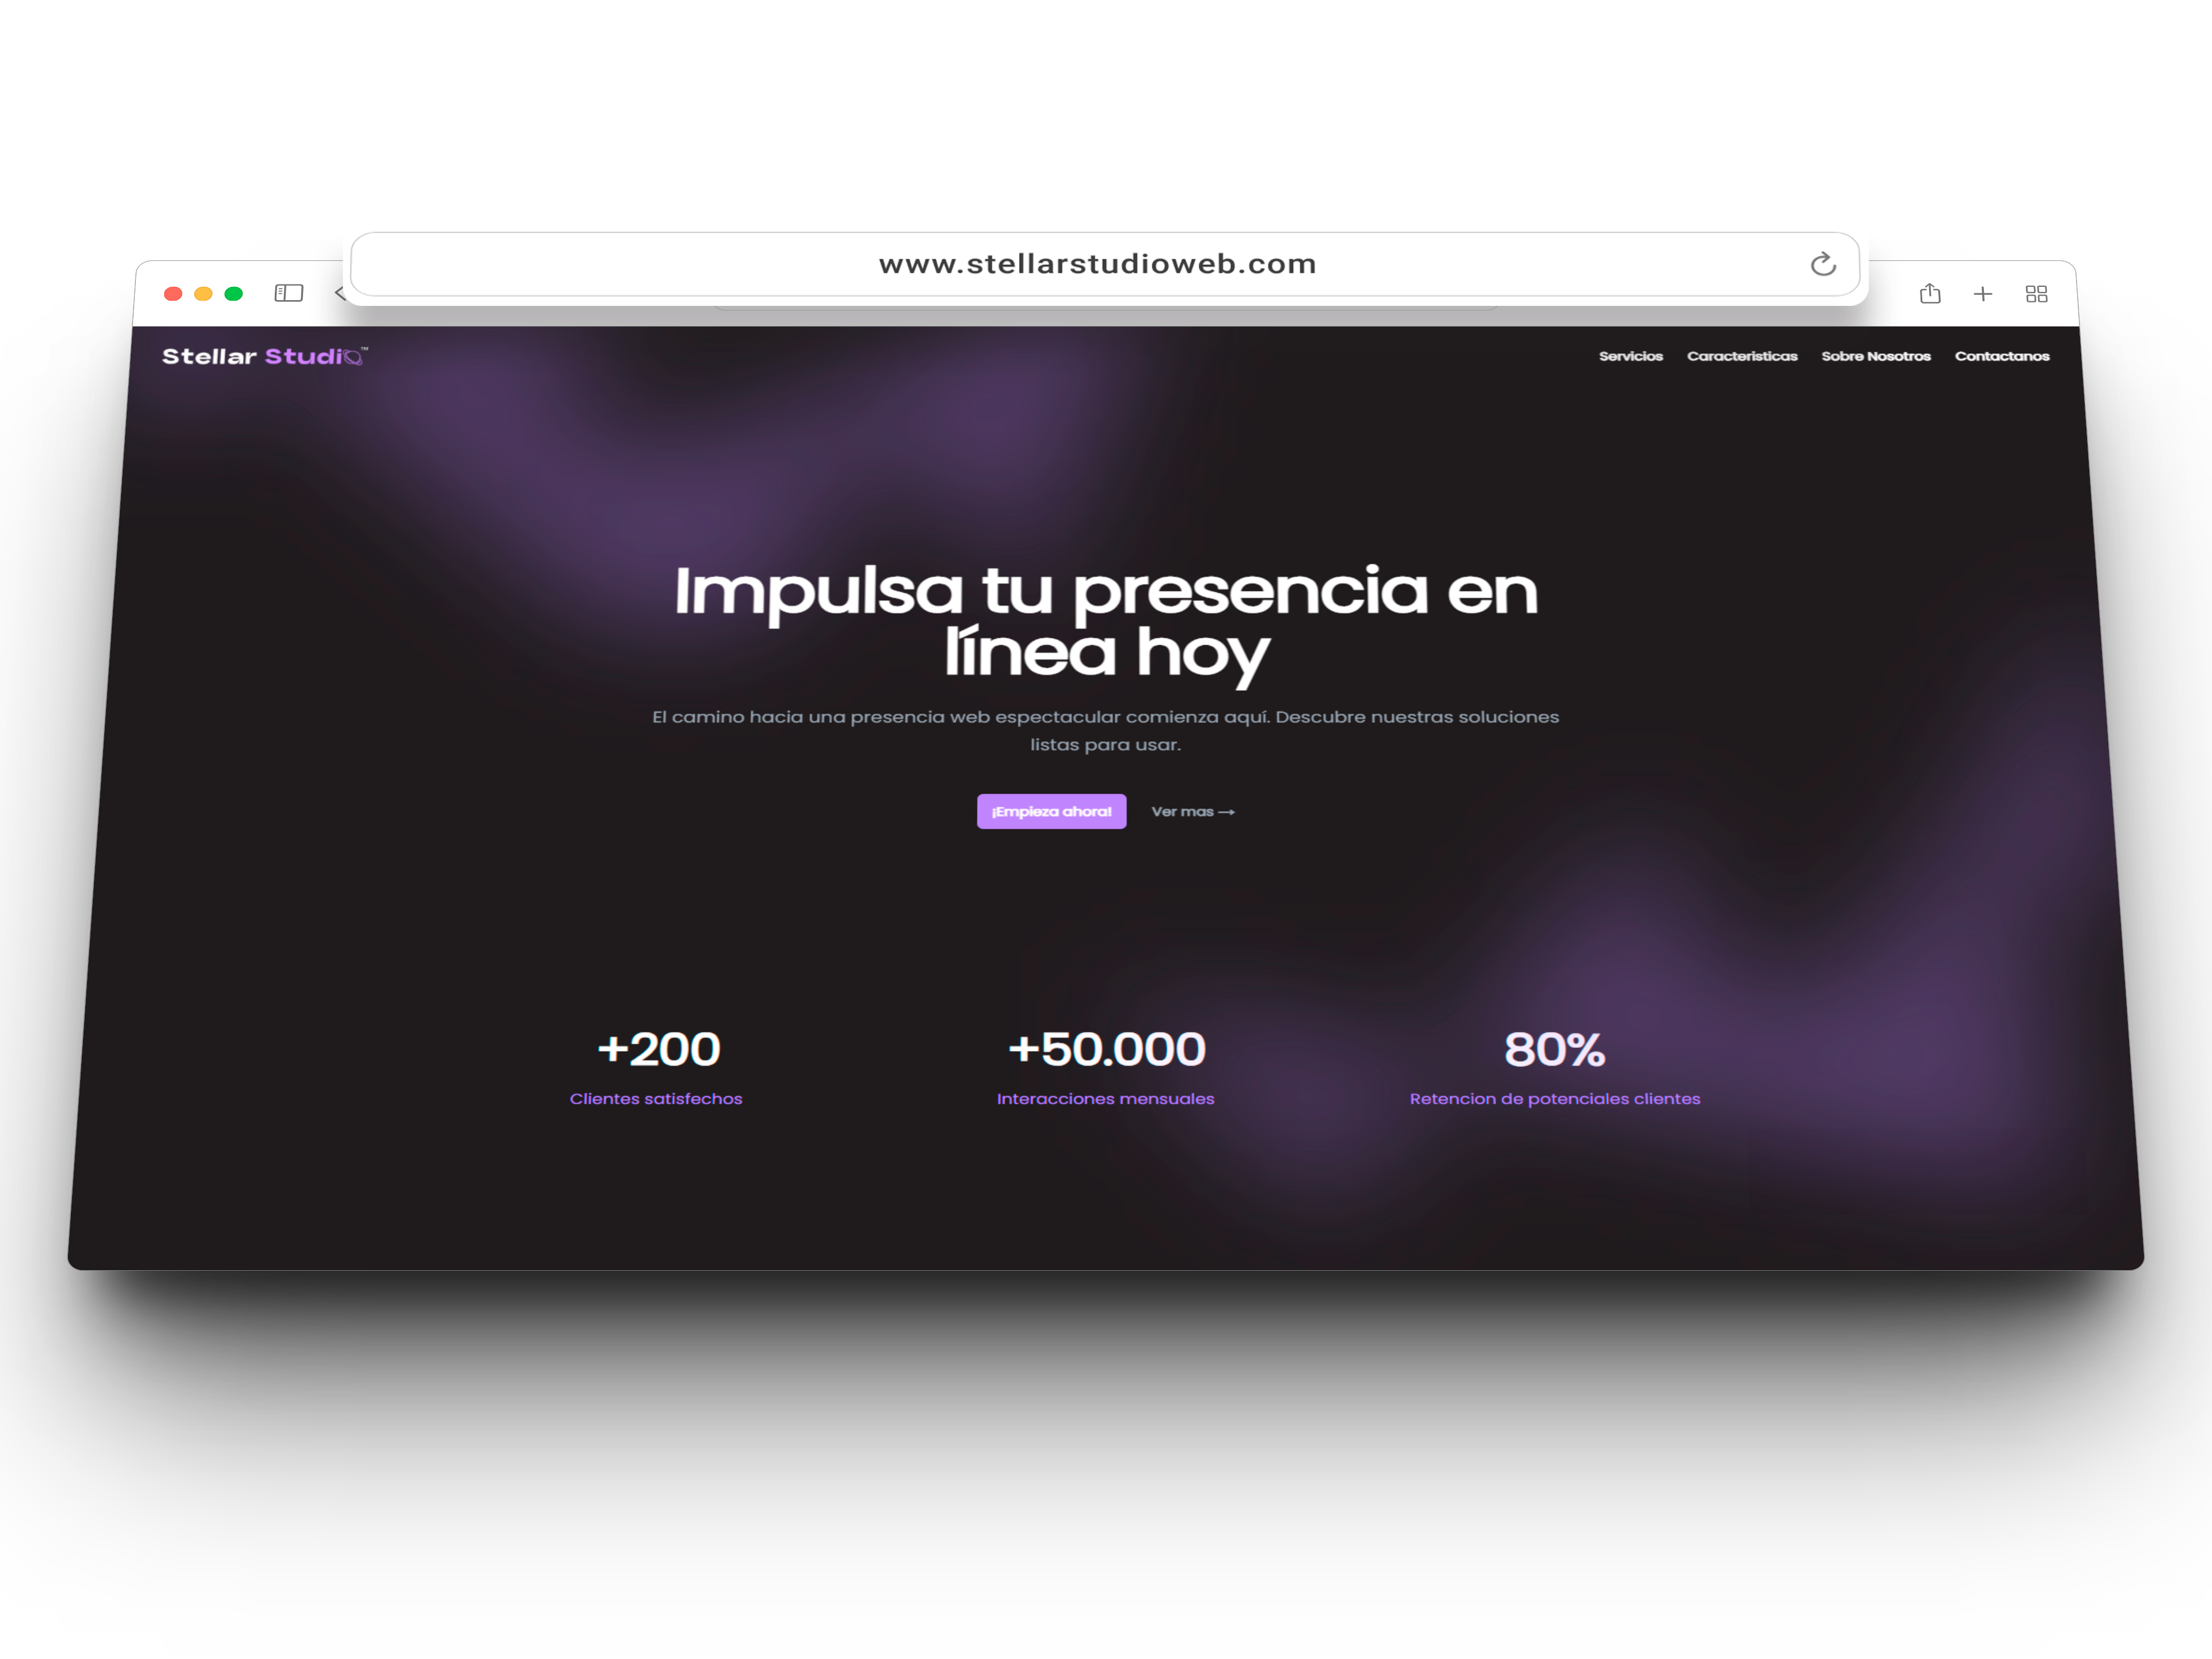 www.stellarstudioweb.com
Stellar Studio™
Servicios Caracteristicas Sobre Nosotros Contactanos
Impulsa tu presencia en
línea hoy
El camino hacia una presencia web espectacular comienza aquí. Descubre nuestras soluciones
listas para usar.
¡Empieza ahora! Ver mas →
+200 +50.000 80%
Clientes satisfechos Interacciones mensuales Retencion de potenciales clientes